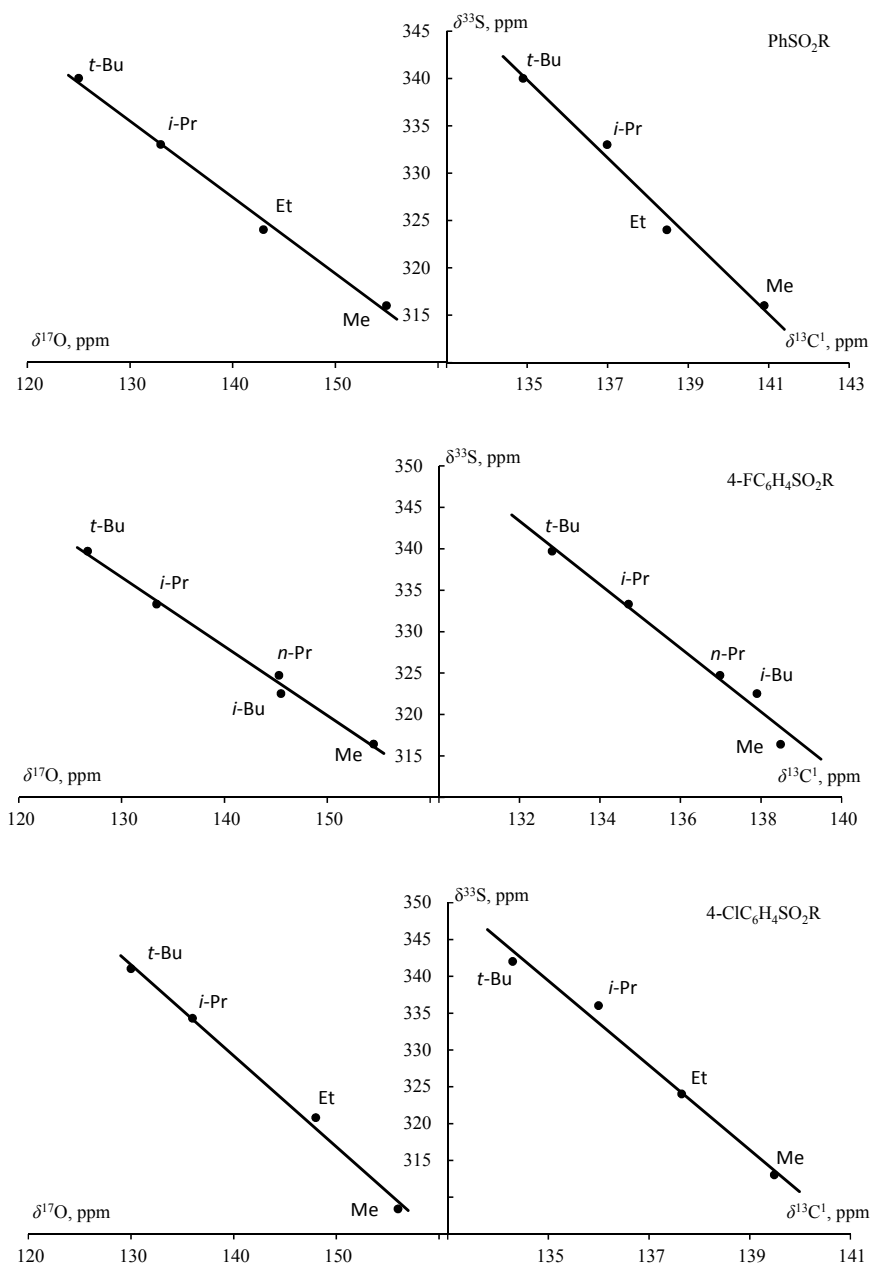 δ³³S, ppm
PhSO₂R
345
340
335
330
325
320
315
t-Bu
i-Pr
Et
Me
t-Bu
i-Pr
Et
Me
δ¹⁷O, ppm
δ¹³C¹, ppm
120 130 140 150
135 137 139 141 143
δ³³S, ppm
4-FC₆H₄SO₂R
350
345
340
335
330
325
320
315
t-Bu
i-Pr
n-Pr
i-Bu
Me
t-Bu
i-Pr
n-Pr
i-Bu
Me
δ¹⁷O, ppm
δ¹³C¹, ppm
120 130 140 150
132 134 136 138 140
δ³³S, ppm
4-ClC₆H₄SO₂R
350
345
340
335
330
325
320
315
t-Bu
i-Pr
Et
Me
t-Bu
i-Pr
Et
Me
δ¹⁷O, ppm
δ¹³C¹, ppm
120 130 140 150
135 137 139 141